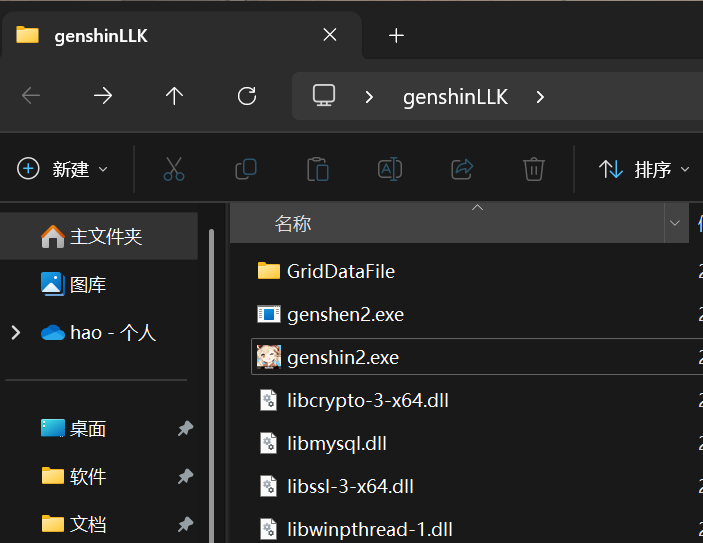 genshinLLK
genshinLLK
新建
排序
名称
主文件夹
图库
hao - 个人
桌面
软件
文档
GridDataFile
genshen2.exe
genshin2.exe
libcrypto-3-x64.dll
libmysql.dll
libssl-3-x64.dll
libwinpthread-1.dll